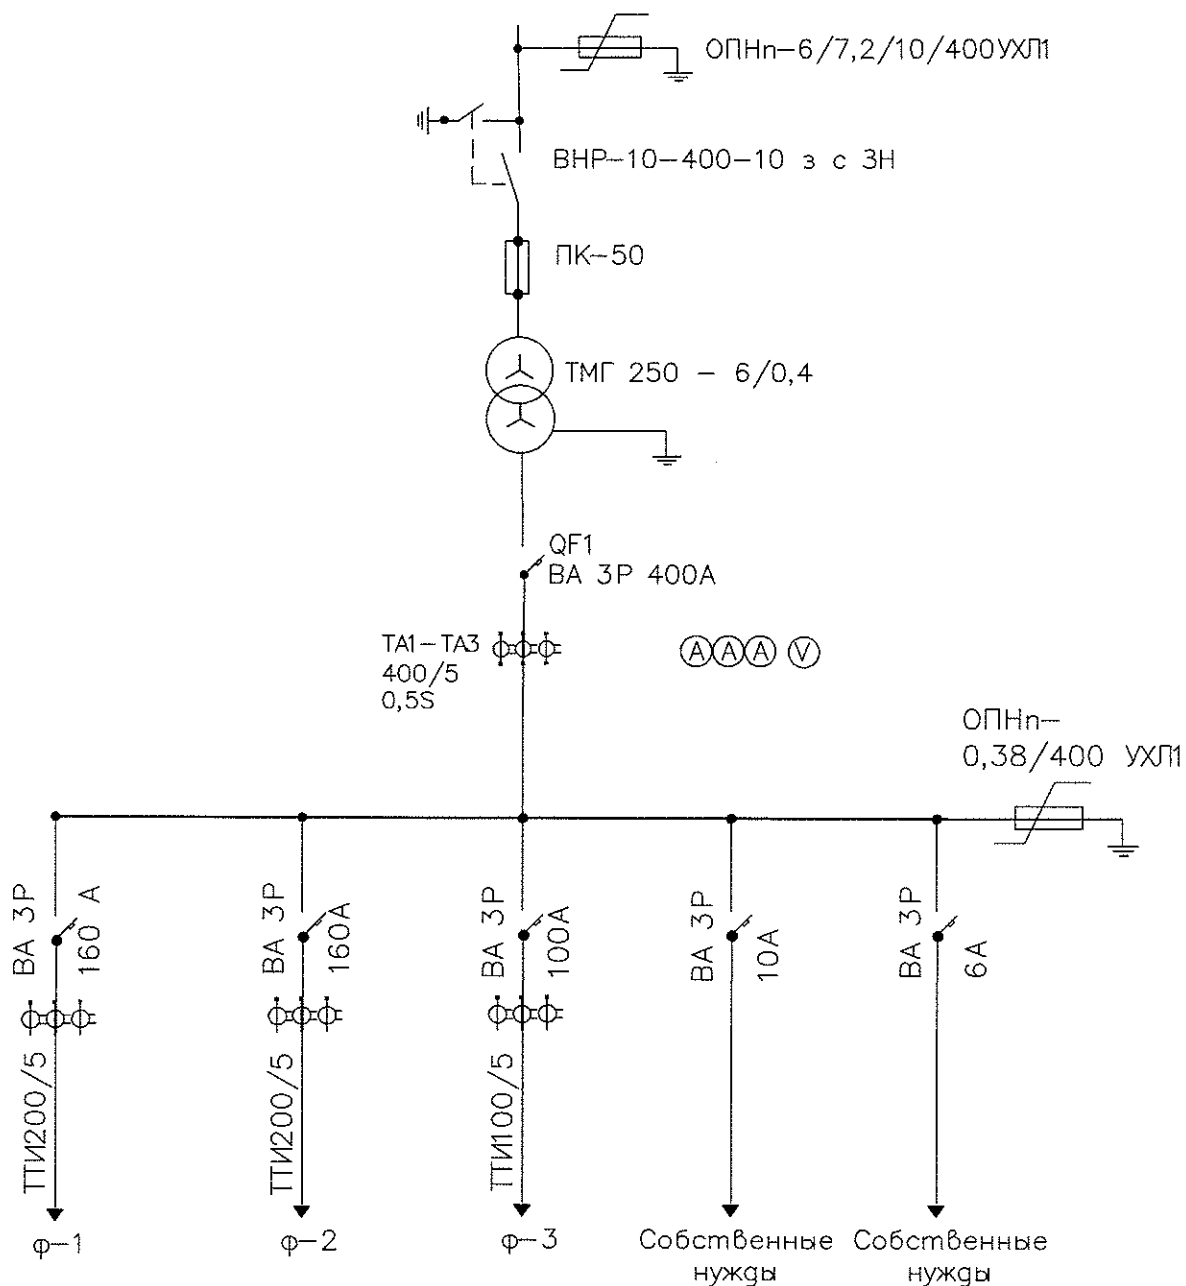 ОПНп-6/7,2/10/400УХЛ1
ВНР-10-400-10 з с ЗН
ПК-50
ТМГ 250 - 6/0,4
QF1
ВА 3Р 400А
ТА1-ТА3
400/5
0,5S
А А А V
ОПНп-
0,38/400 УХЛ1
ВА 3Р
160 А
ТТИ200/5
ф-1
ВА 3Р
160А
ТТИ200/5
ф-2
ВА 3Р
100А
ТТИ100/5
ф-3
ВА 3Р
10А
Собственные
нужды
ВА 3Р
6А
Собственные
нужды